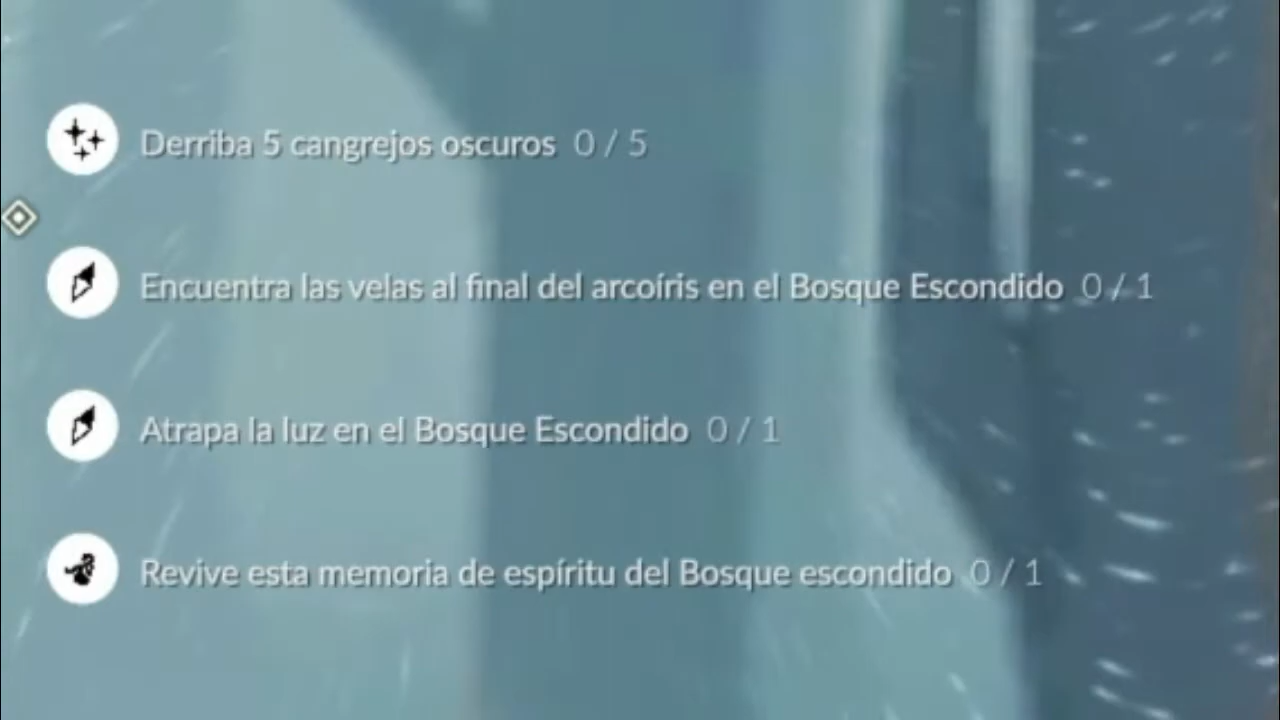 Derriba 5 cangrejos oscuros 0 / 5
Encuentra las velas al final del arcoíris en el Bosque Escondido 0 / 1
Atrapa la luz en el Bosque Escondido 0 / 1
Revive esta memoria de espíritu del Bosque escondido 0 / 1